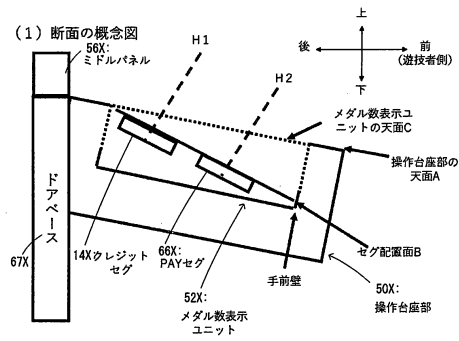 (1) 断面の概念図
56X:
ミドルパネル
H1
H2
上
後
前
(遊技者側)
下
メダル数表示ユ
ニットの天面C
操作台座部の
天面A
ドアベース
67X
14Xクレジット
セグ
66X:
PAYセグ
52X:
メダル数表示
ユニット
手前壁
セグ配置面B
50X:
操作台座部